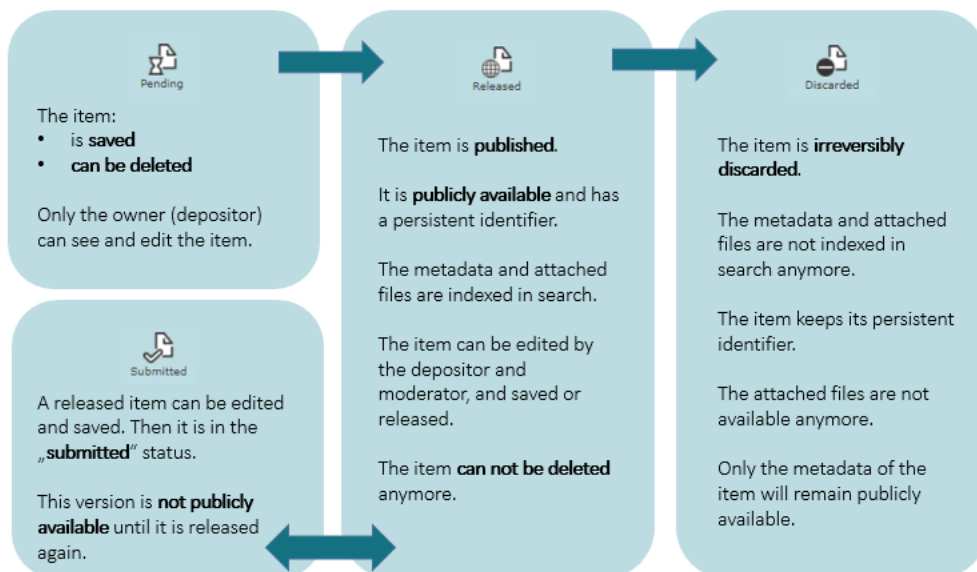 Pending
The item:
• is saved
• can be deleted
Only the owner (depositor)
can see and edit the item.
Submitted
A released item can be edited
and saved. Then it is in the
„submitted“ status.
This version is not publicly
available until it is released
again.
Released
The item is published.
It is publicly available and has
a persistent identifier.
The metadata and attached
files are indexed in search.
The item can be edited by
the depositor and
moderator, and saved or
released.
The item can not be deleted
anymore.
Discarded
The item is irreversibly
discarded.
The metadata and attached
files are not indexed in
search anymore.
The item keeps its persistent
identifier.
The attached files are not
available anymore.
Only the metadata of the
item will remain publicly
available.